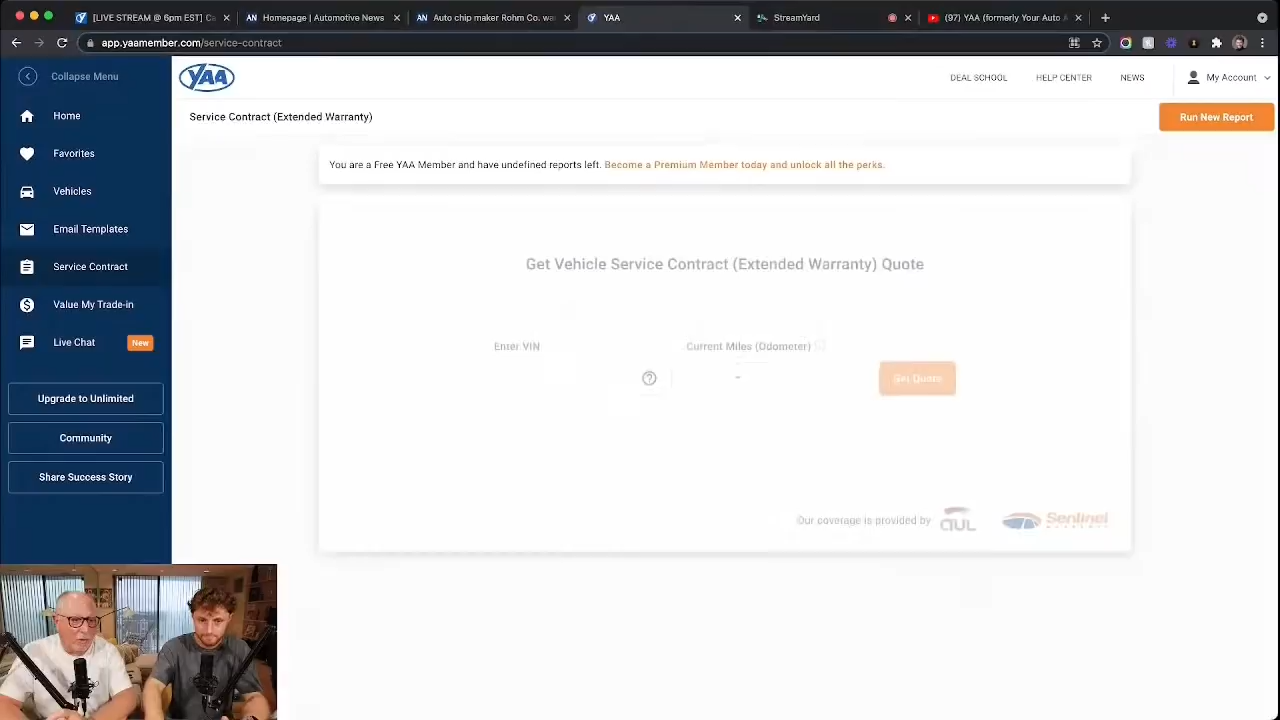 [LIVE STREAM @ 6pm EST] Ca
AN Homepage | Automotive News
AN Auto chip maker Rohm Co. wa
YAA
StreamYard
(97) YAA (formerly Your Auto A
app.yaamember.com/service-contract
Collapse Menu
YAA
DEAL SCHOOL
HELP CENTER
NEWS
My Account
Home
Service Contract (Extended Warranty)
Run New Report
Favorites
You are a Free YAA Member and have undefined reports left. Become a Premium Member today and unlock all the perks.
Vehicles
Email Templates
Service Contract
Get Vehicle Service Contract (Extended Warranty) Quote
Value My Trade-in
Live Chat
New
Enter VIN
Current Miles (Odometer)
-
Get Quote
Upgrade to Unlimited
Community
Share Success Story
Our coverage is provided by
aul
Sentinel